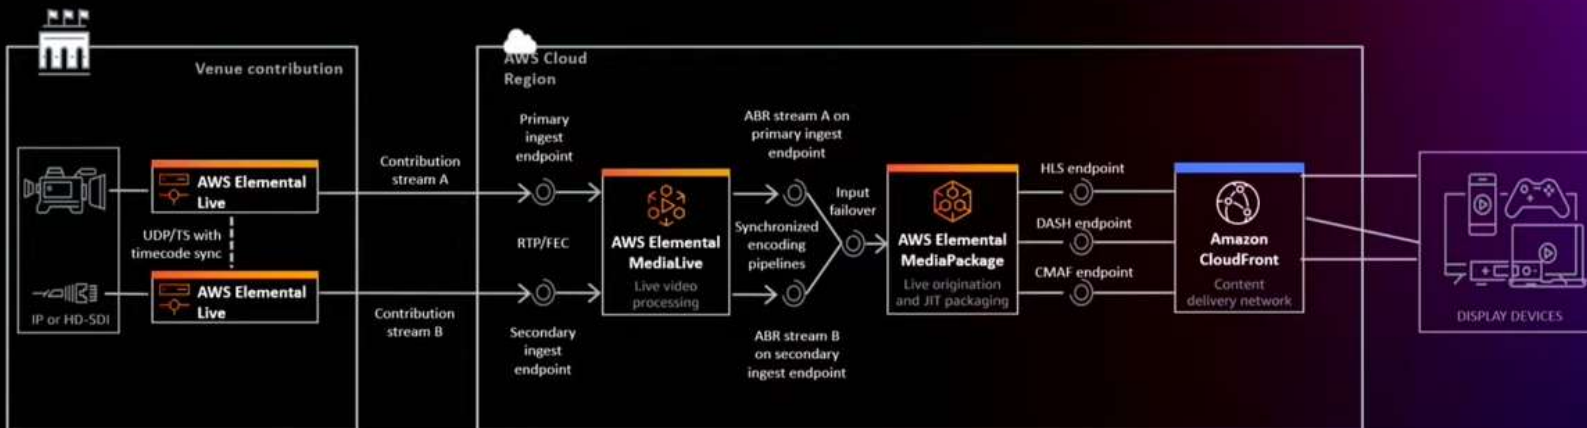 Venue contribution
AWS Cloud
Region
IP or HD-SDI
AWS Elemental
Live
UDP/TS with
timecode sync
AWS Elemental
Live
Contribution
stream A
Contribution
stream B
Primary
ingest
endpoint
RTP/FEC
Secondary
ingest
endpoint
AWS Elemental
MediaLive
Live video
processing
ABR stream A on
primary ingest
endpoint
Synchronized
encoding
pipelines
ABR stream B
on secondary
ingest endpoint
Input
failover
AWS Elemental
MediaPackage
Live origination
and JIT packaging
HLS endpoint
DASH endpoint
CMAF endpoint
Amazon
CloudFront
Content
delivery network
DISPLAY DEVICES